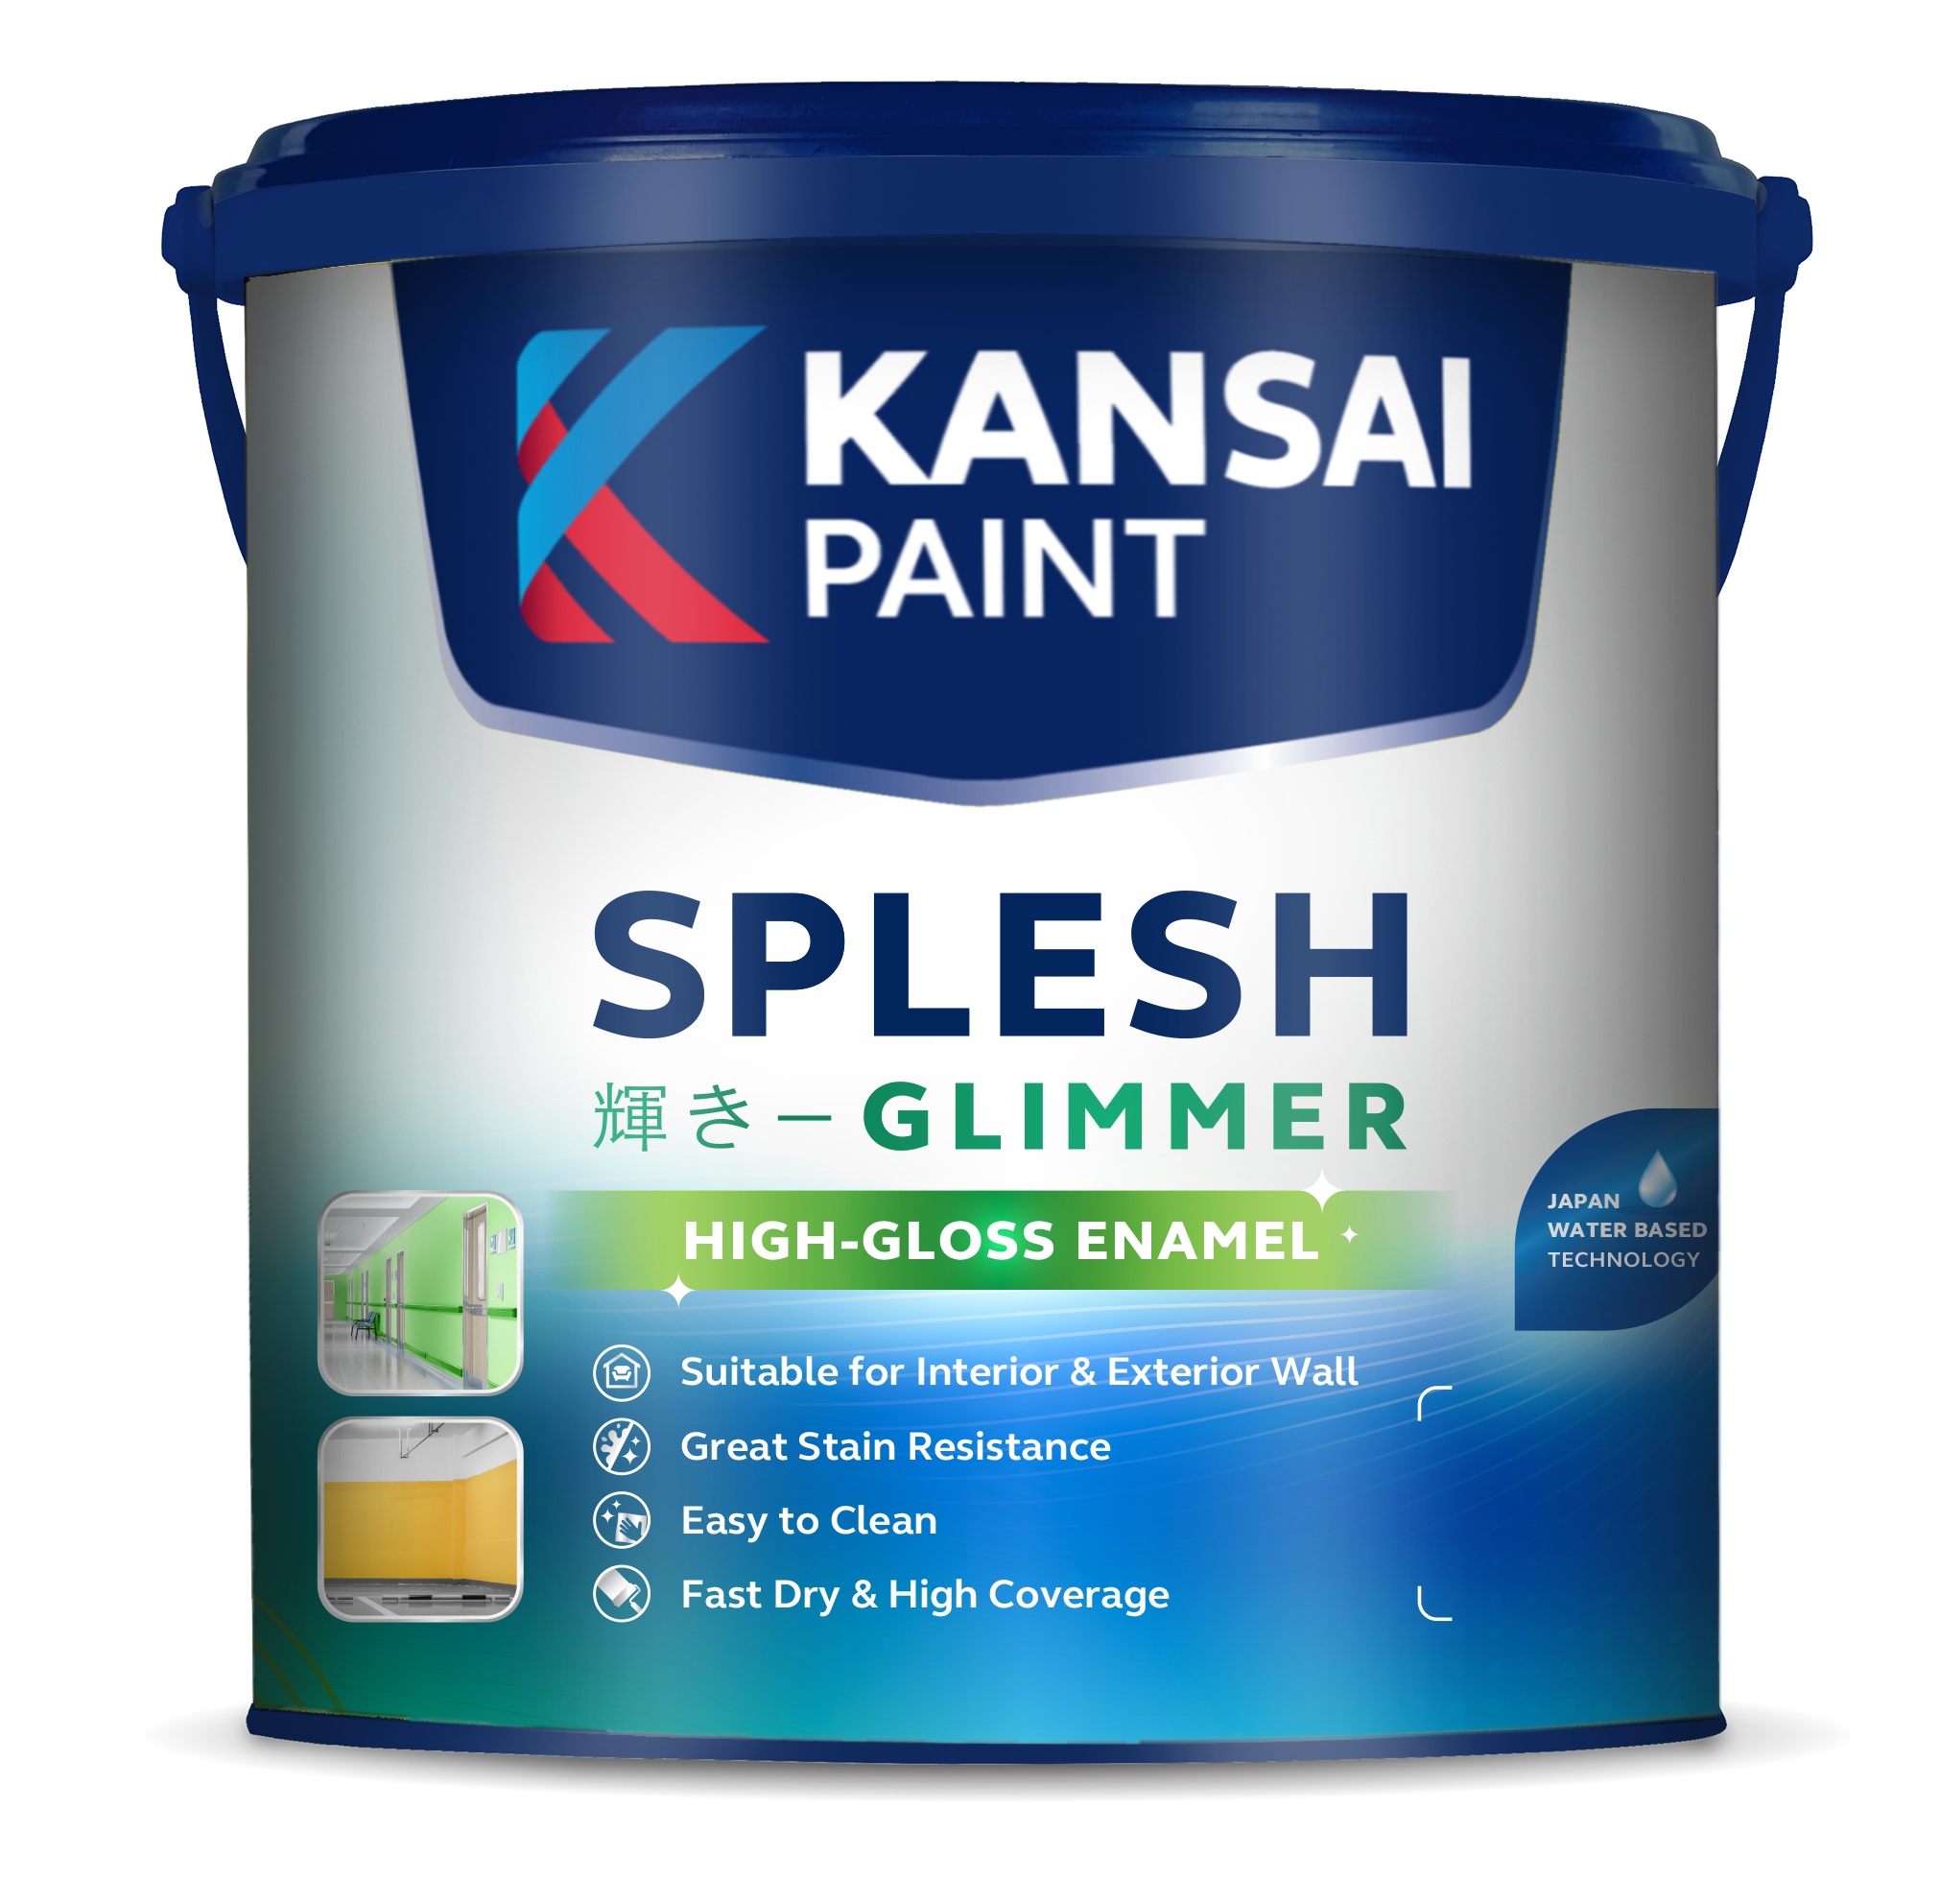 KANSAI
PAINT
SPLESH
輝き – GLIMMER
HIGH-GLOSS ENAMEL
JAPAN
WATER BASED
TECHNOLOGY
Suitable for Interior & Exterior Wall
Great Stain Resistance
Easy to Clean
Fast Dry & High Coverage